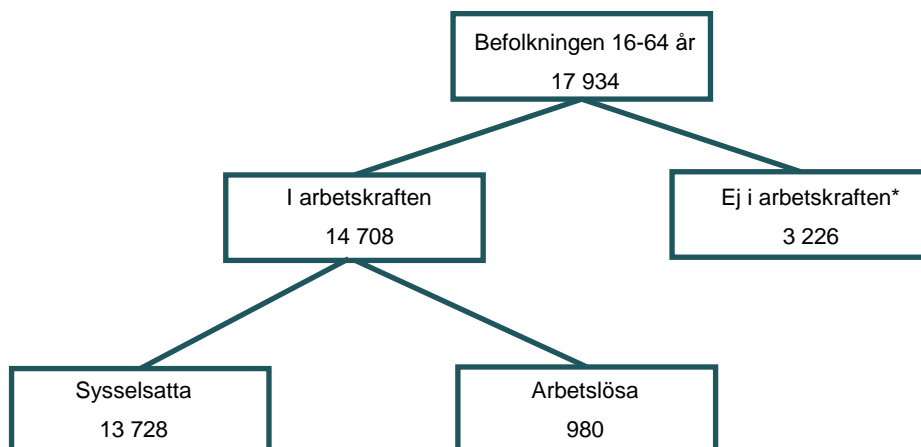 Befolkningen 16-64 år
17 934
I arbetskraften
14 708
Ej i arbetskraften*
3 226
Sysselsatta
13 728
Arbetslösa
980